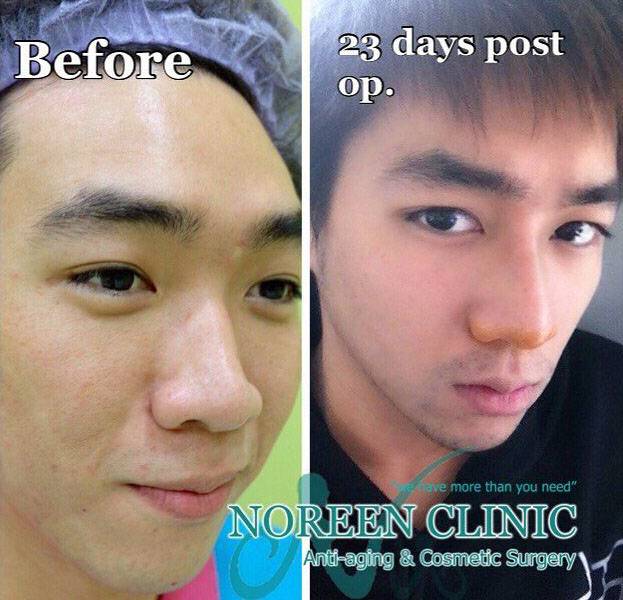 Before
23 days post
op.
"we have more than you need"
NOREEN CLINIC
Anti-aging & Cosmetic Surgery